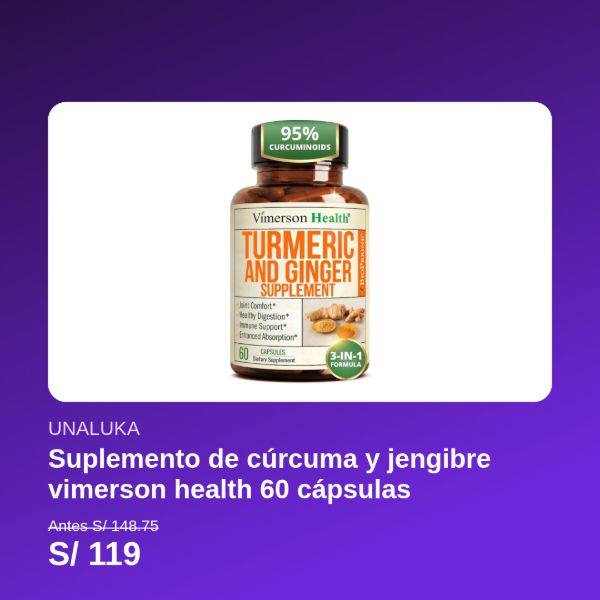 95%
CURCUMINOIDS
Vimerson Health®
TURMERIC
AND GINGER
SUPPLEMENT
BIOPERINE®
Joint Comfort*
Healthy Digestion*
Immune Support*
Enhanced Absorption*
60 CAPSULES
Dietary Supplement
3-IN-1
FORMULA
UNALUKA
Suplemento de cúrcuma y jengibre
vimerson health 60 cápsulas
Antes S/ 148.75
S/ 119